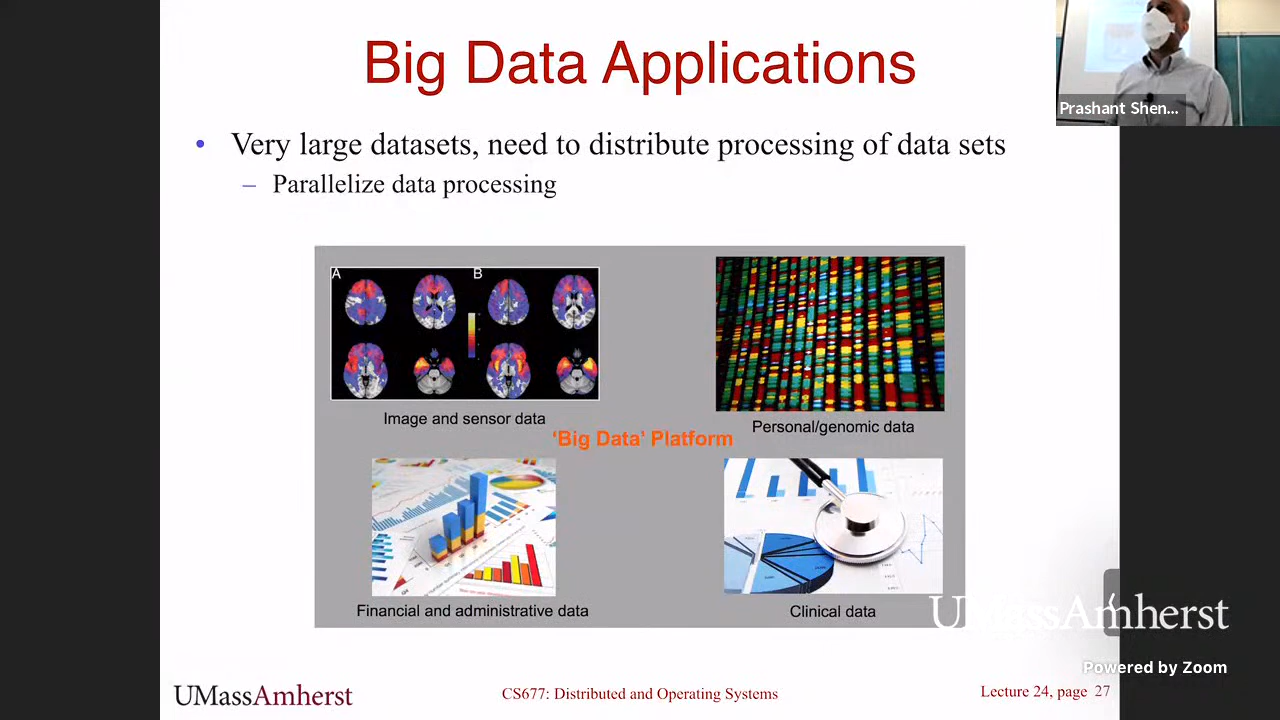 Big Data Applications
Prashant Shen...
• Very large datasets, need to distribute processing of data sets
– Parallelize data processing
A
B
Image and sensor data
Personal/genomic data
‘Big Data’ Platform
Financial and administrative data
Clinical data
UMassAmherst
Powered by Zoom
UMassAmherst
CS677: Distributed and Operating Systems
Lecture 24, page 27